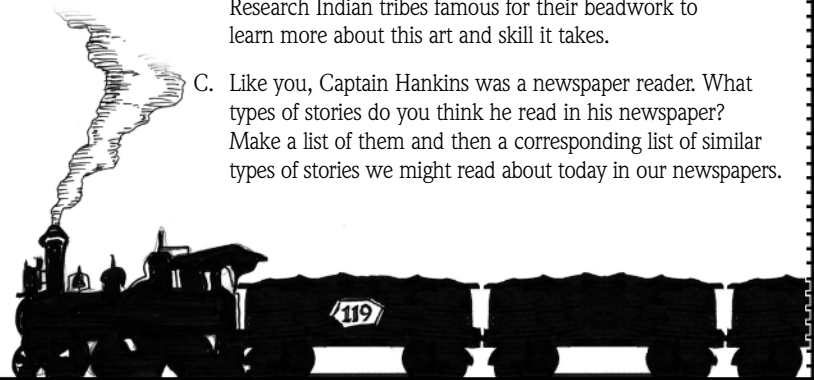 Research Indian tribes famous for their beadwork to
learn more about this art and skill it takes.
C. Like you, Captain Hankins was a newspaper reader. What
types of stories do you think he read in his newspaper?
Make a list of them and then a corresponding list of similar
types of stories we might read about today in our newspapers.
119